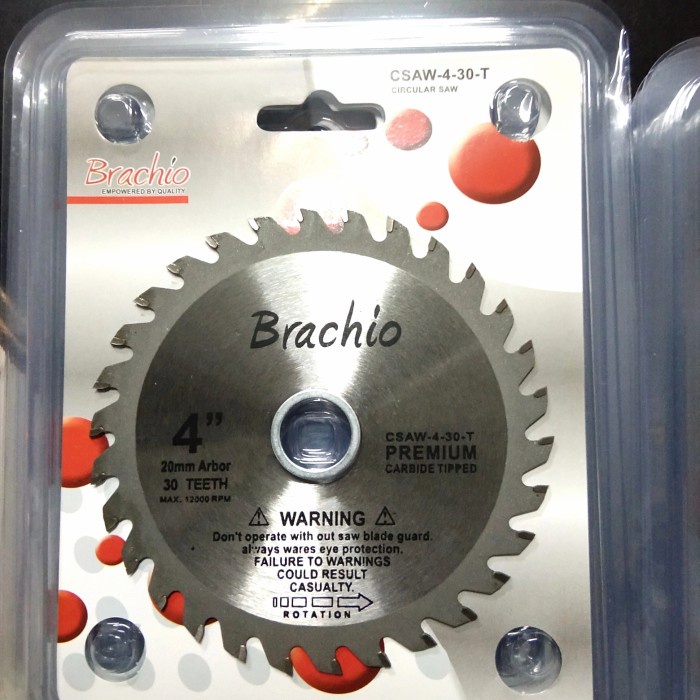 CSAW-4-30-T
CIRCULAR SAW
Brachio
EMPOWERED BY QUALITY
Brachio
4”
20mm Arbor
30 TEETH
MAX. 12000 RPM
CSAW-4-30-T
PREMIUM
CARBIDE TIPPED
WARNING
Don't operate with out saw blade guard.
always wares eye protection.
FAILURE TO WARNINGS
COULD RESULT
CASUALTY.
ROTATION